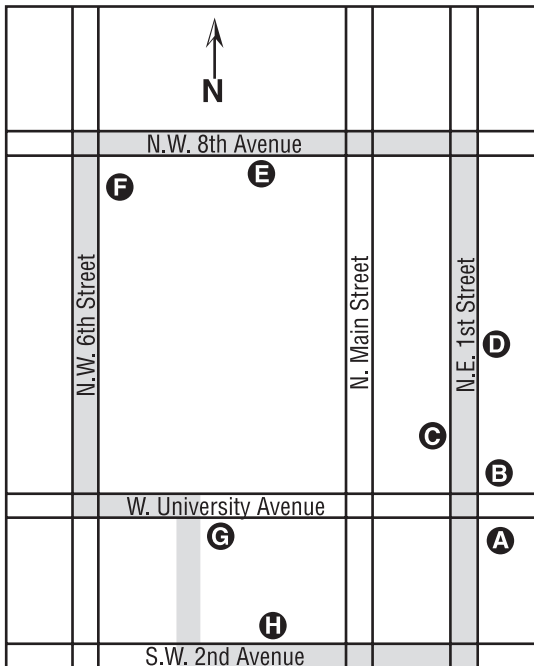 N
N.W. 8th Avenue
E
F
N.W. 6th Street
N. Main Street
N.E. 1st Street
D
C
B
W. University Avenue
G
A
H
S.W. 2nd Avenue